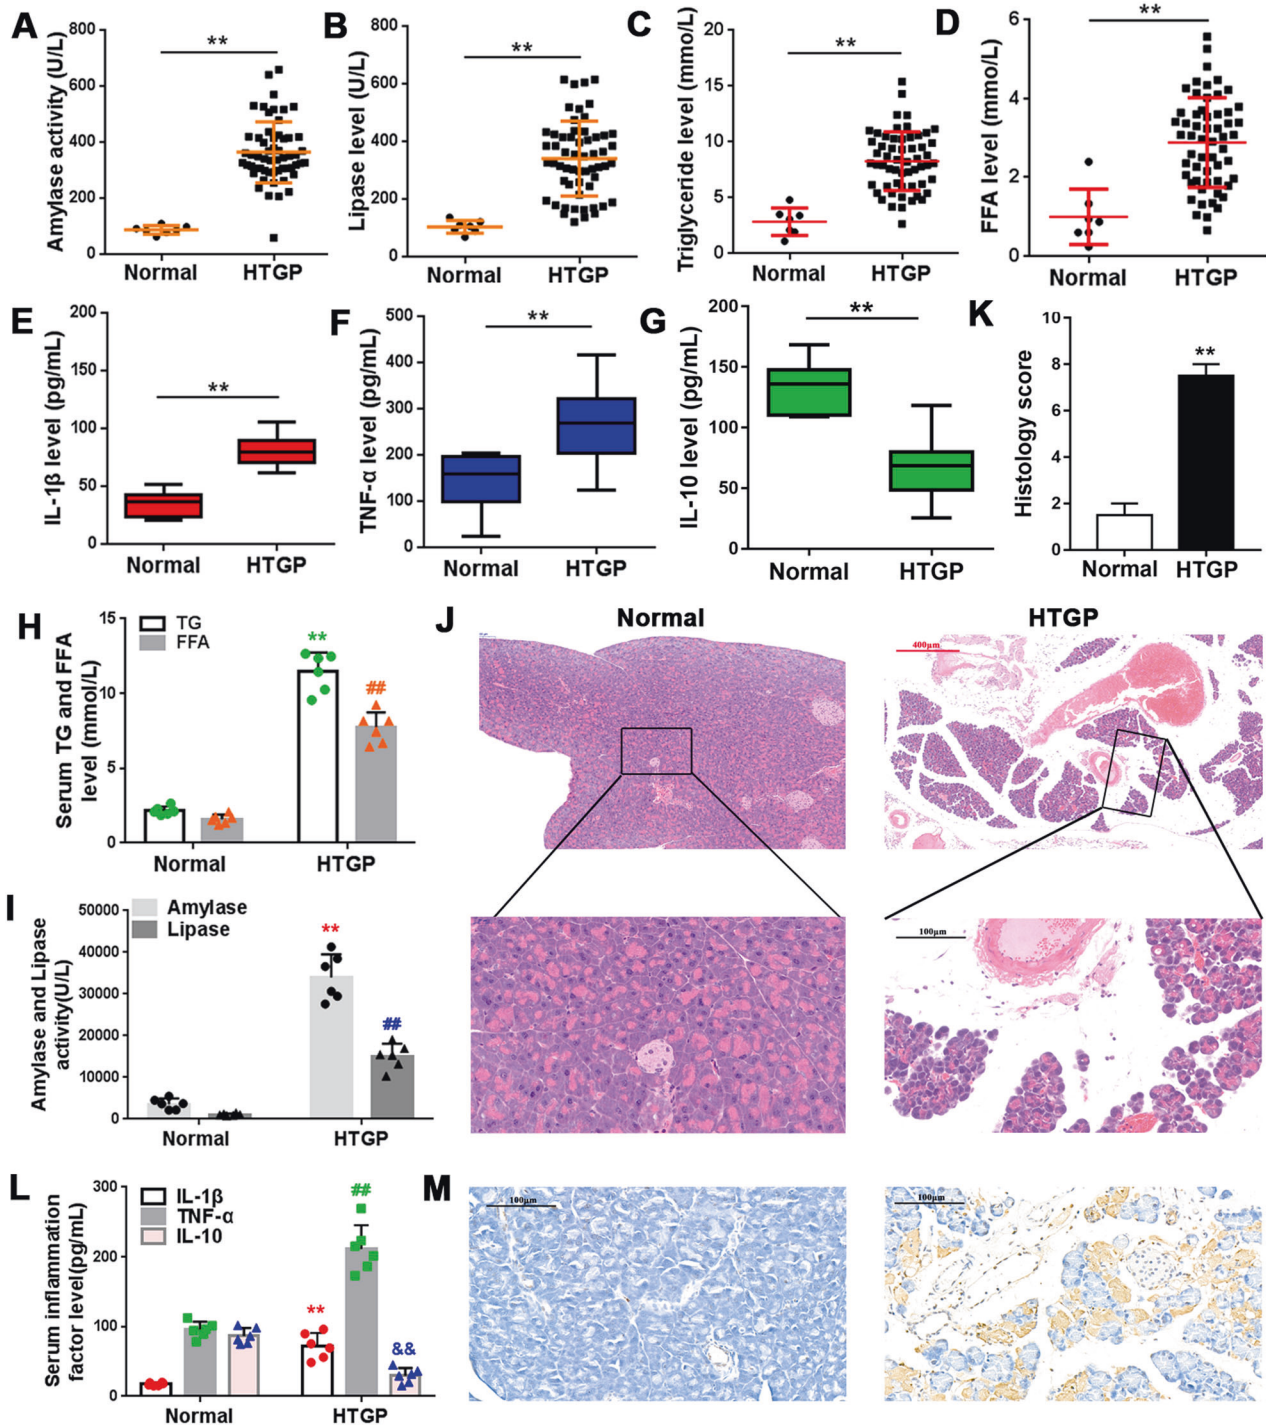 A
Amylase activity (U/L)
800
600
400
200
0
**
Normal
HTGP
B
Lipase level (U/L)
800
600
400
200
0
**
Normal
HTGP
C
Triglyceride level (mmo/L)
20
15
10
5
0
**
Normal
HTGP
D
FFA level (mmo/L)
6
4
2
0
**
Normal
HTGP
E
IL-1β level (pg/mL)
200
150
100
50
0
**
Normal
HTGP
F
TNF-α level (pg/mL)
500
400
300
200
100
0
**
Normal
HTGP
G
IL-10 level (pg/mL)
200
150
100
50
0
**
Normal
HTGP
K
Histology score
10
8
6
4
2
0
**
Normal
HTGP
H
Serum TG and FFA
level (mmol/L)
15
10
5
0
TG
FFA
**
##
Normal
HTGP
I
Amylase and Lipase
activity(U/L)
50000
40000
30000
20000
10000
0
Amylase
Lipase
**
##
Normal
HTGP
J
Normal
HTGP
400μm
100μm
L
Serum inflammation
factor level(pg/mL)
300
200
100
0
IL-1β
TNF-α
IL-10
**
##
&&
Normal
HTGP
M
100μm
100μm